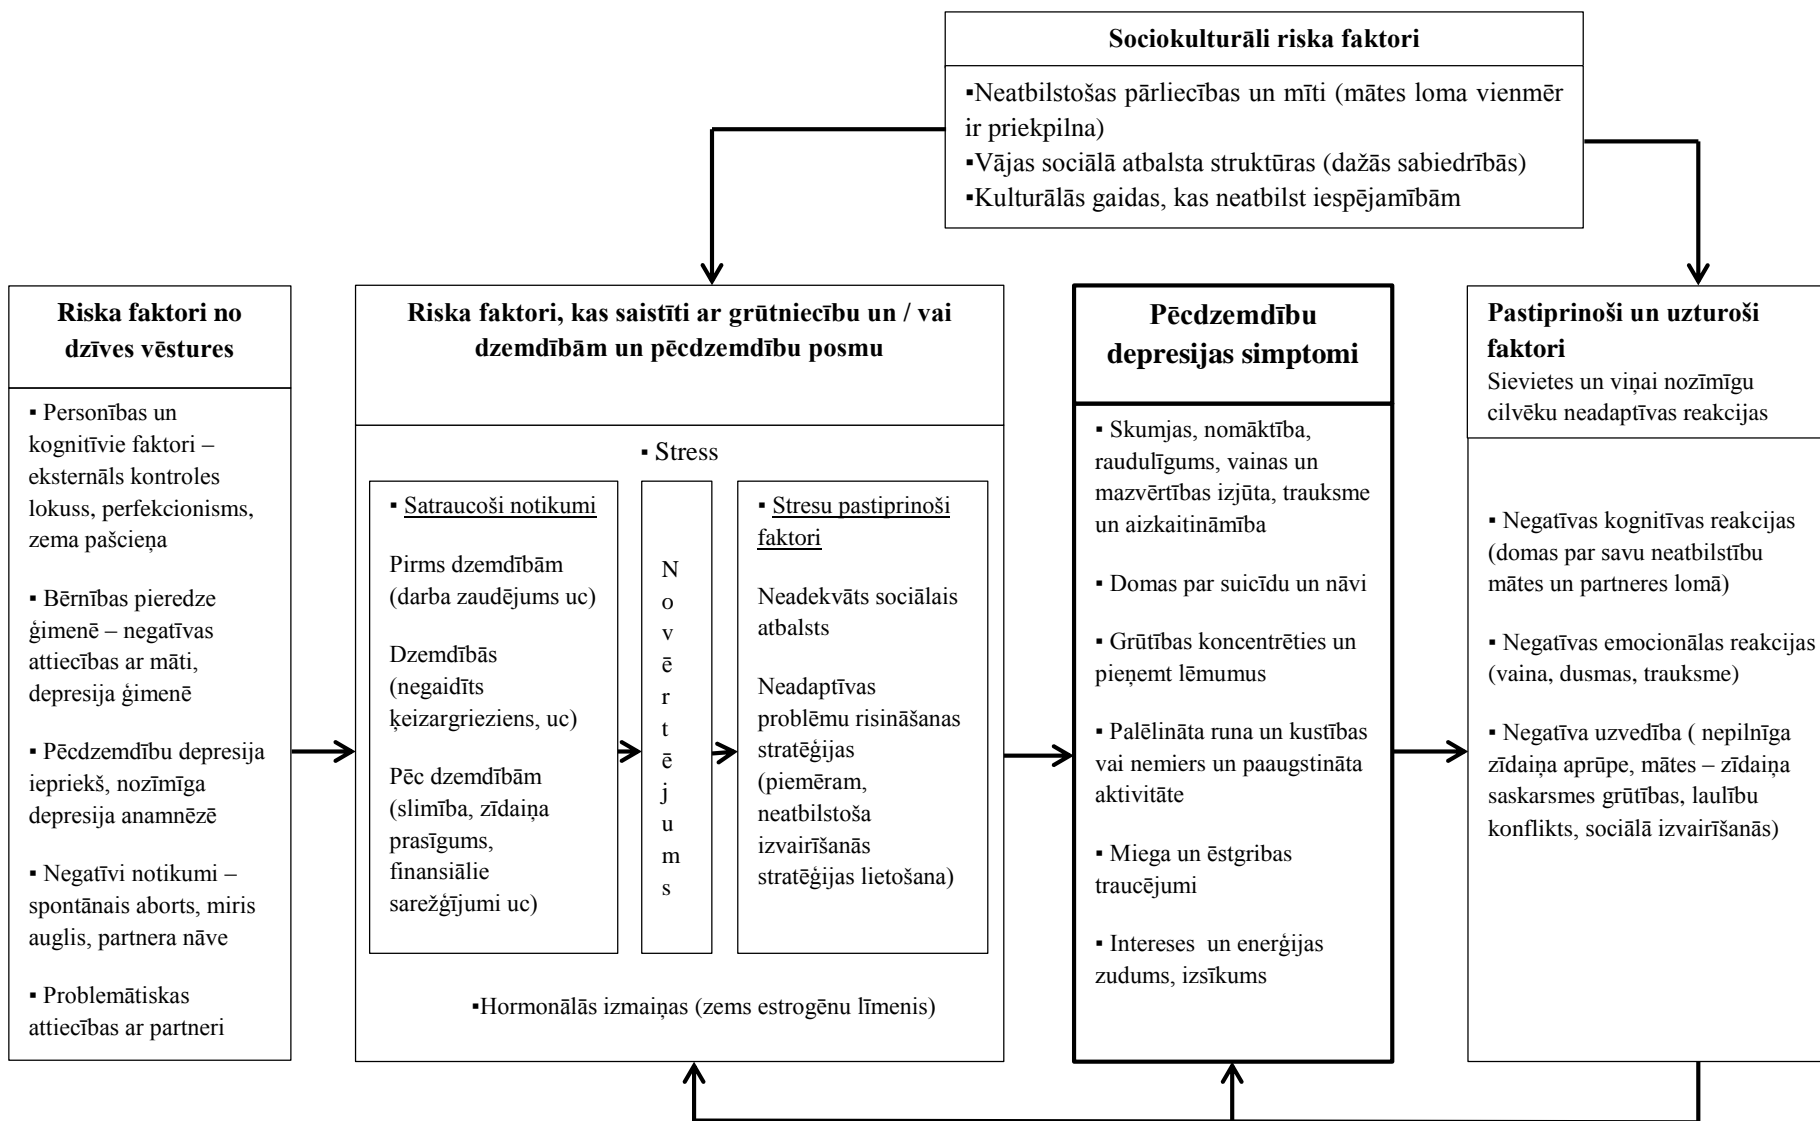 Sociokulturāli riska faktori
▪Neatbilstošas pārliecības un mīti (mātes loma vienmēr
ir priekpilna)
▪Vājas sociālā atbalsta struktūras (dažās sabiedrībās)
▪Kulturālās gaidas, kas neatbilst iespējamībām
Riska faktori no
dzīves vēstures
▪ Personības un
kognitīvie faktori –
eksternāls kontroles
lokuss, perfekcionisms,
zema pašcieņa
▪ Bērnības pieredze
ģimenē – negatīvas
attiecības ar māti,
depresija ģimenē
▪ Pēcdzemdību depresija
iepriekš, nozīmīga
depresija anamnēzē
▪ Negatīvi notikumi –
spontānais aborts, miris
auglis, partnera nāve
▪ Problemātiskas
attiecības ar partneri
Riska faktori, kas saistīti ar grūtniecību un / vai
dzemdībām un pēcdzemdību posmu
▪ Stress
▪ Satraucoši notikumi
Pirms dzemdībām
(darba zaudējums uc)
Dzemdībās
(negaidīts
ķeizargrieziens, uc)
Pēc dzemdībām
(slimība, zīdaiņa
prasīgums,
finansiālie
sarežģījumi uc)
N
o
v
ē
r
t
ē
j
u
m
s
▪ Stresu pastiprinoši
faktori
Neadekvāts sociālais
atbalsts
Neadaptīvas
problēmu risināšanas
stratēģijas
(piemēram,
neatbilstoša
izvairīšanās
stratēģijas lietošana)
▪Hormonālās izmaiņas (zems estrogēnu līmenis)
Pēcdzemdību
depresijas simptomi
▪ Skumjas, nomāktība,
raudulīgums, vainas un
mazvērtības izjūta, trauksme
un aizkaitināmība
▪ Domas par suicīdu un nāvi
▪ Grūtības koncentrēties un
pieņemt lēmumus
▪ Palēlināta runa un kustības
vai nemiers un paaugstināta
aktivitāte
▪ Miega un ēstgribas
traucējumi
▪ Intereses un enerģijas
zudums, izsīkums
Pastiprinoši un uzturoši
faktori
Sievietes un viņai nozīmīgu
cilvēku neadaptīvas reakcijas
▪ Negatīvas kognitīvas reakcijas
(domas par savu neatbilstību
mātes un partneres lomā)
▪ Negatīvas emocionālas reakcijas
(vaina, dusmas, trauksme)
▪ Negatīva uzvedība ( nepilnīga
zīdaiņa aprūpe, mātes – zīdaiņa
saskarsmes grūtības, laulību
konflikts, sociālā izvairīšanās)